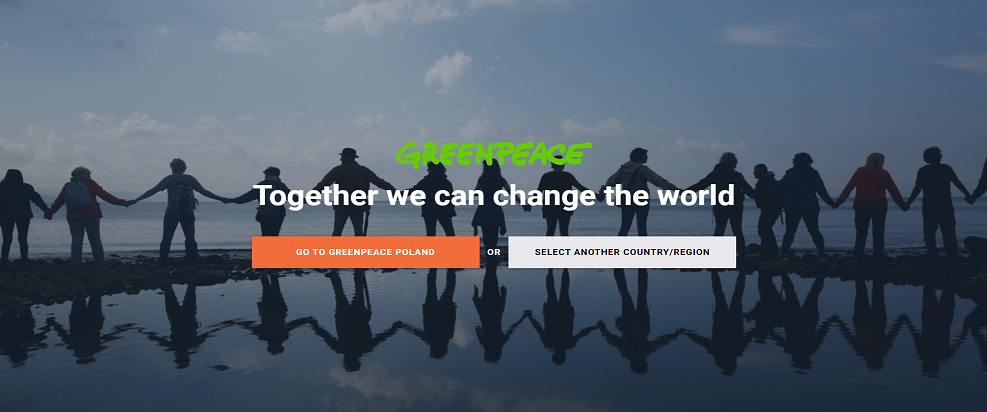 GREENPEACE
Together we can change the world
GO TO GREENPEACE POLAND
OR
SELECT ANOTHER COUNTRY/REGION